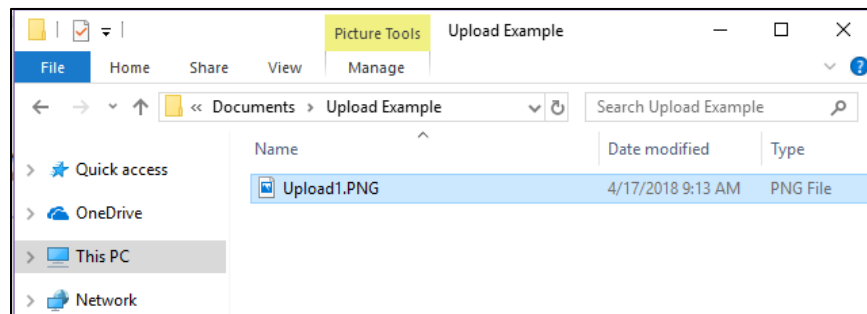 Picture Tools Upload Example
File Home Share View Manage
« Documents › Upload Example Search Upload Example
Name Date modified Type
Quick access
Upload1.PNG 4/17/2018 9:13 AM PNG File
OneDrive
This PC
Network